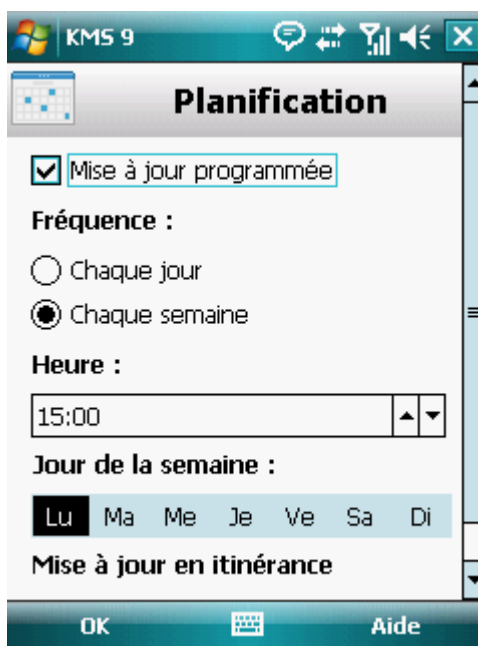 KMS 9
Planification
Mise à jour programmée
Fréquence :
Chaque jour
Chaque semaine
Heure :
15:00
Jour de la semaine :
Lu Ma Me Je Ve Sa Di
Mise à jour en itinérance
OK Aide